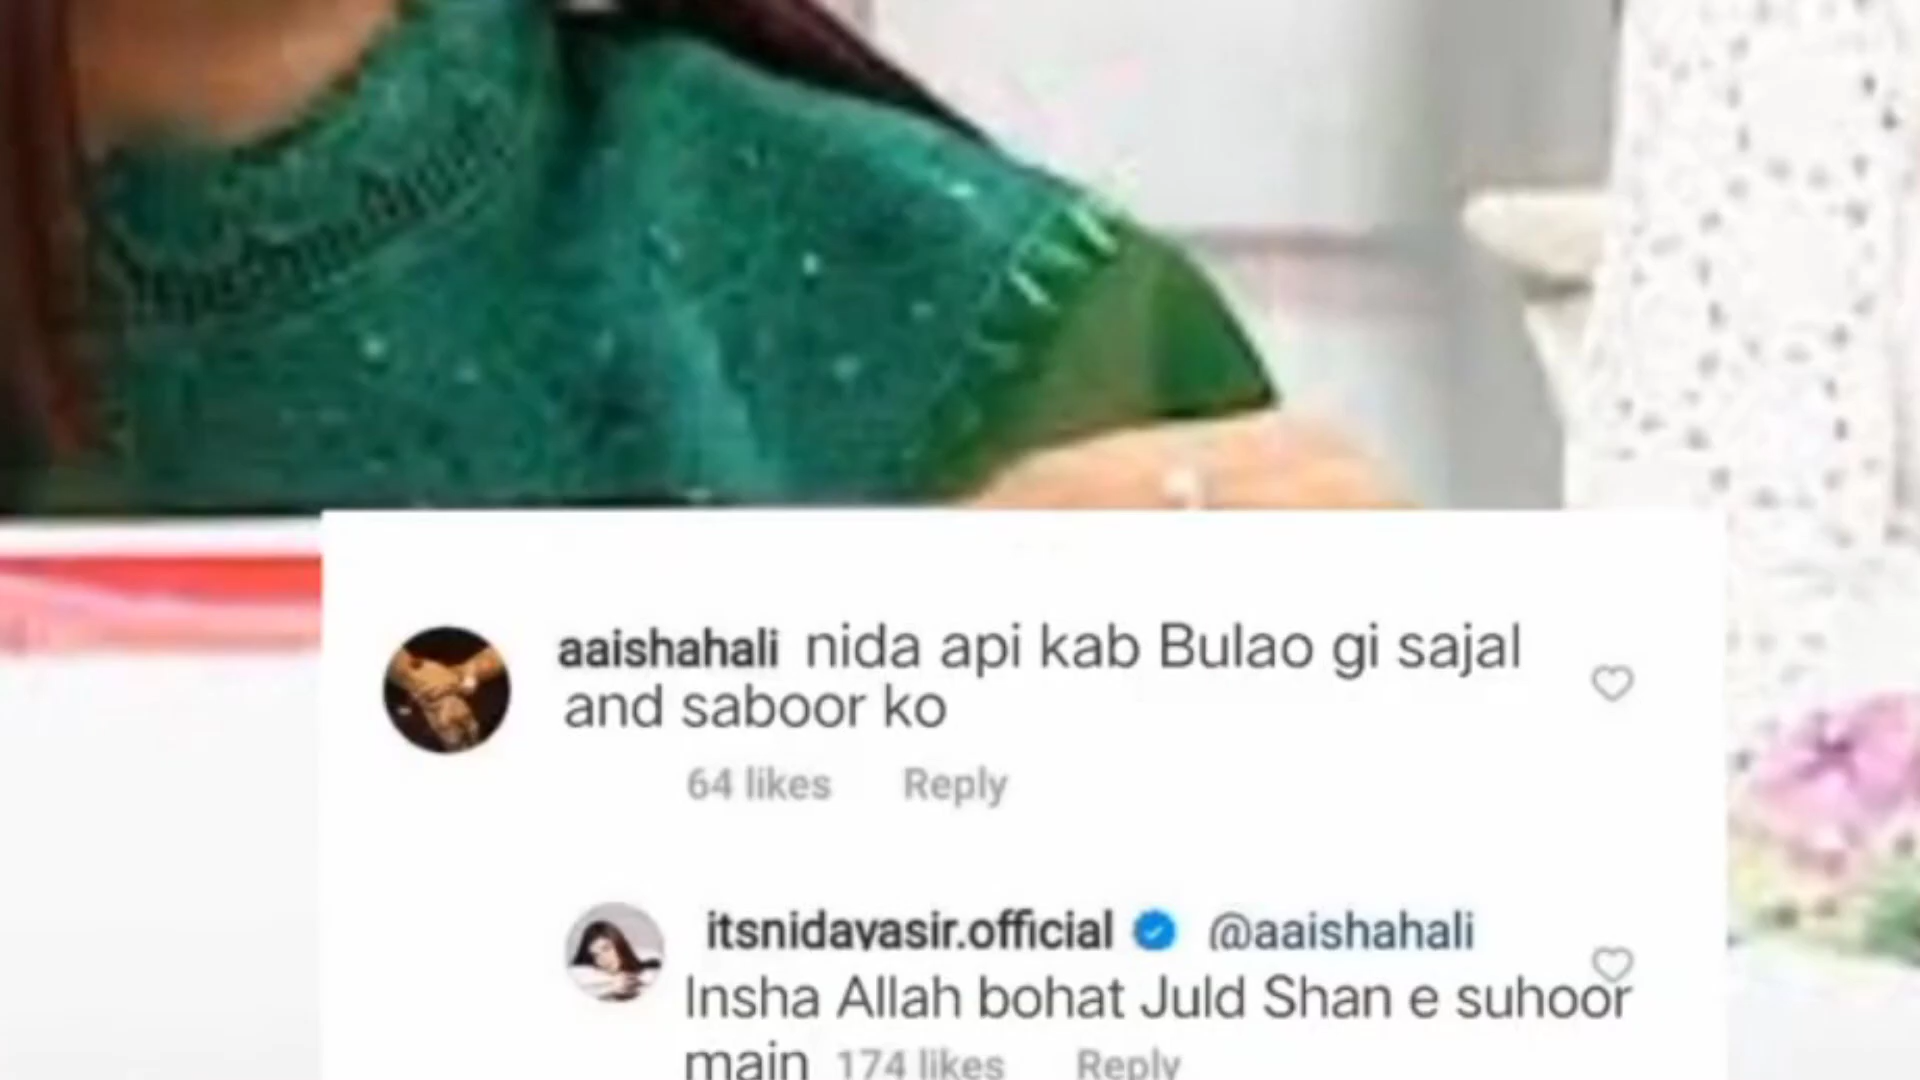 aaishahali nida api kab Bulao gi sajal
and saboor ko
64 likes Reply
itsnidayasir.official @aaishahali
Insha Allah bohat Juld Shan e suhoor
main 174 likes Reply